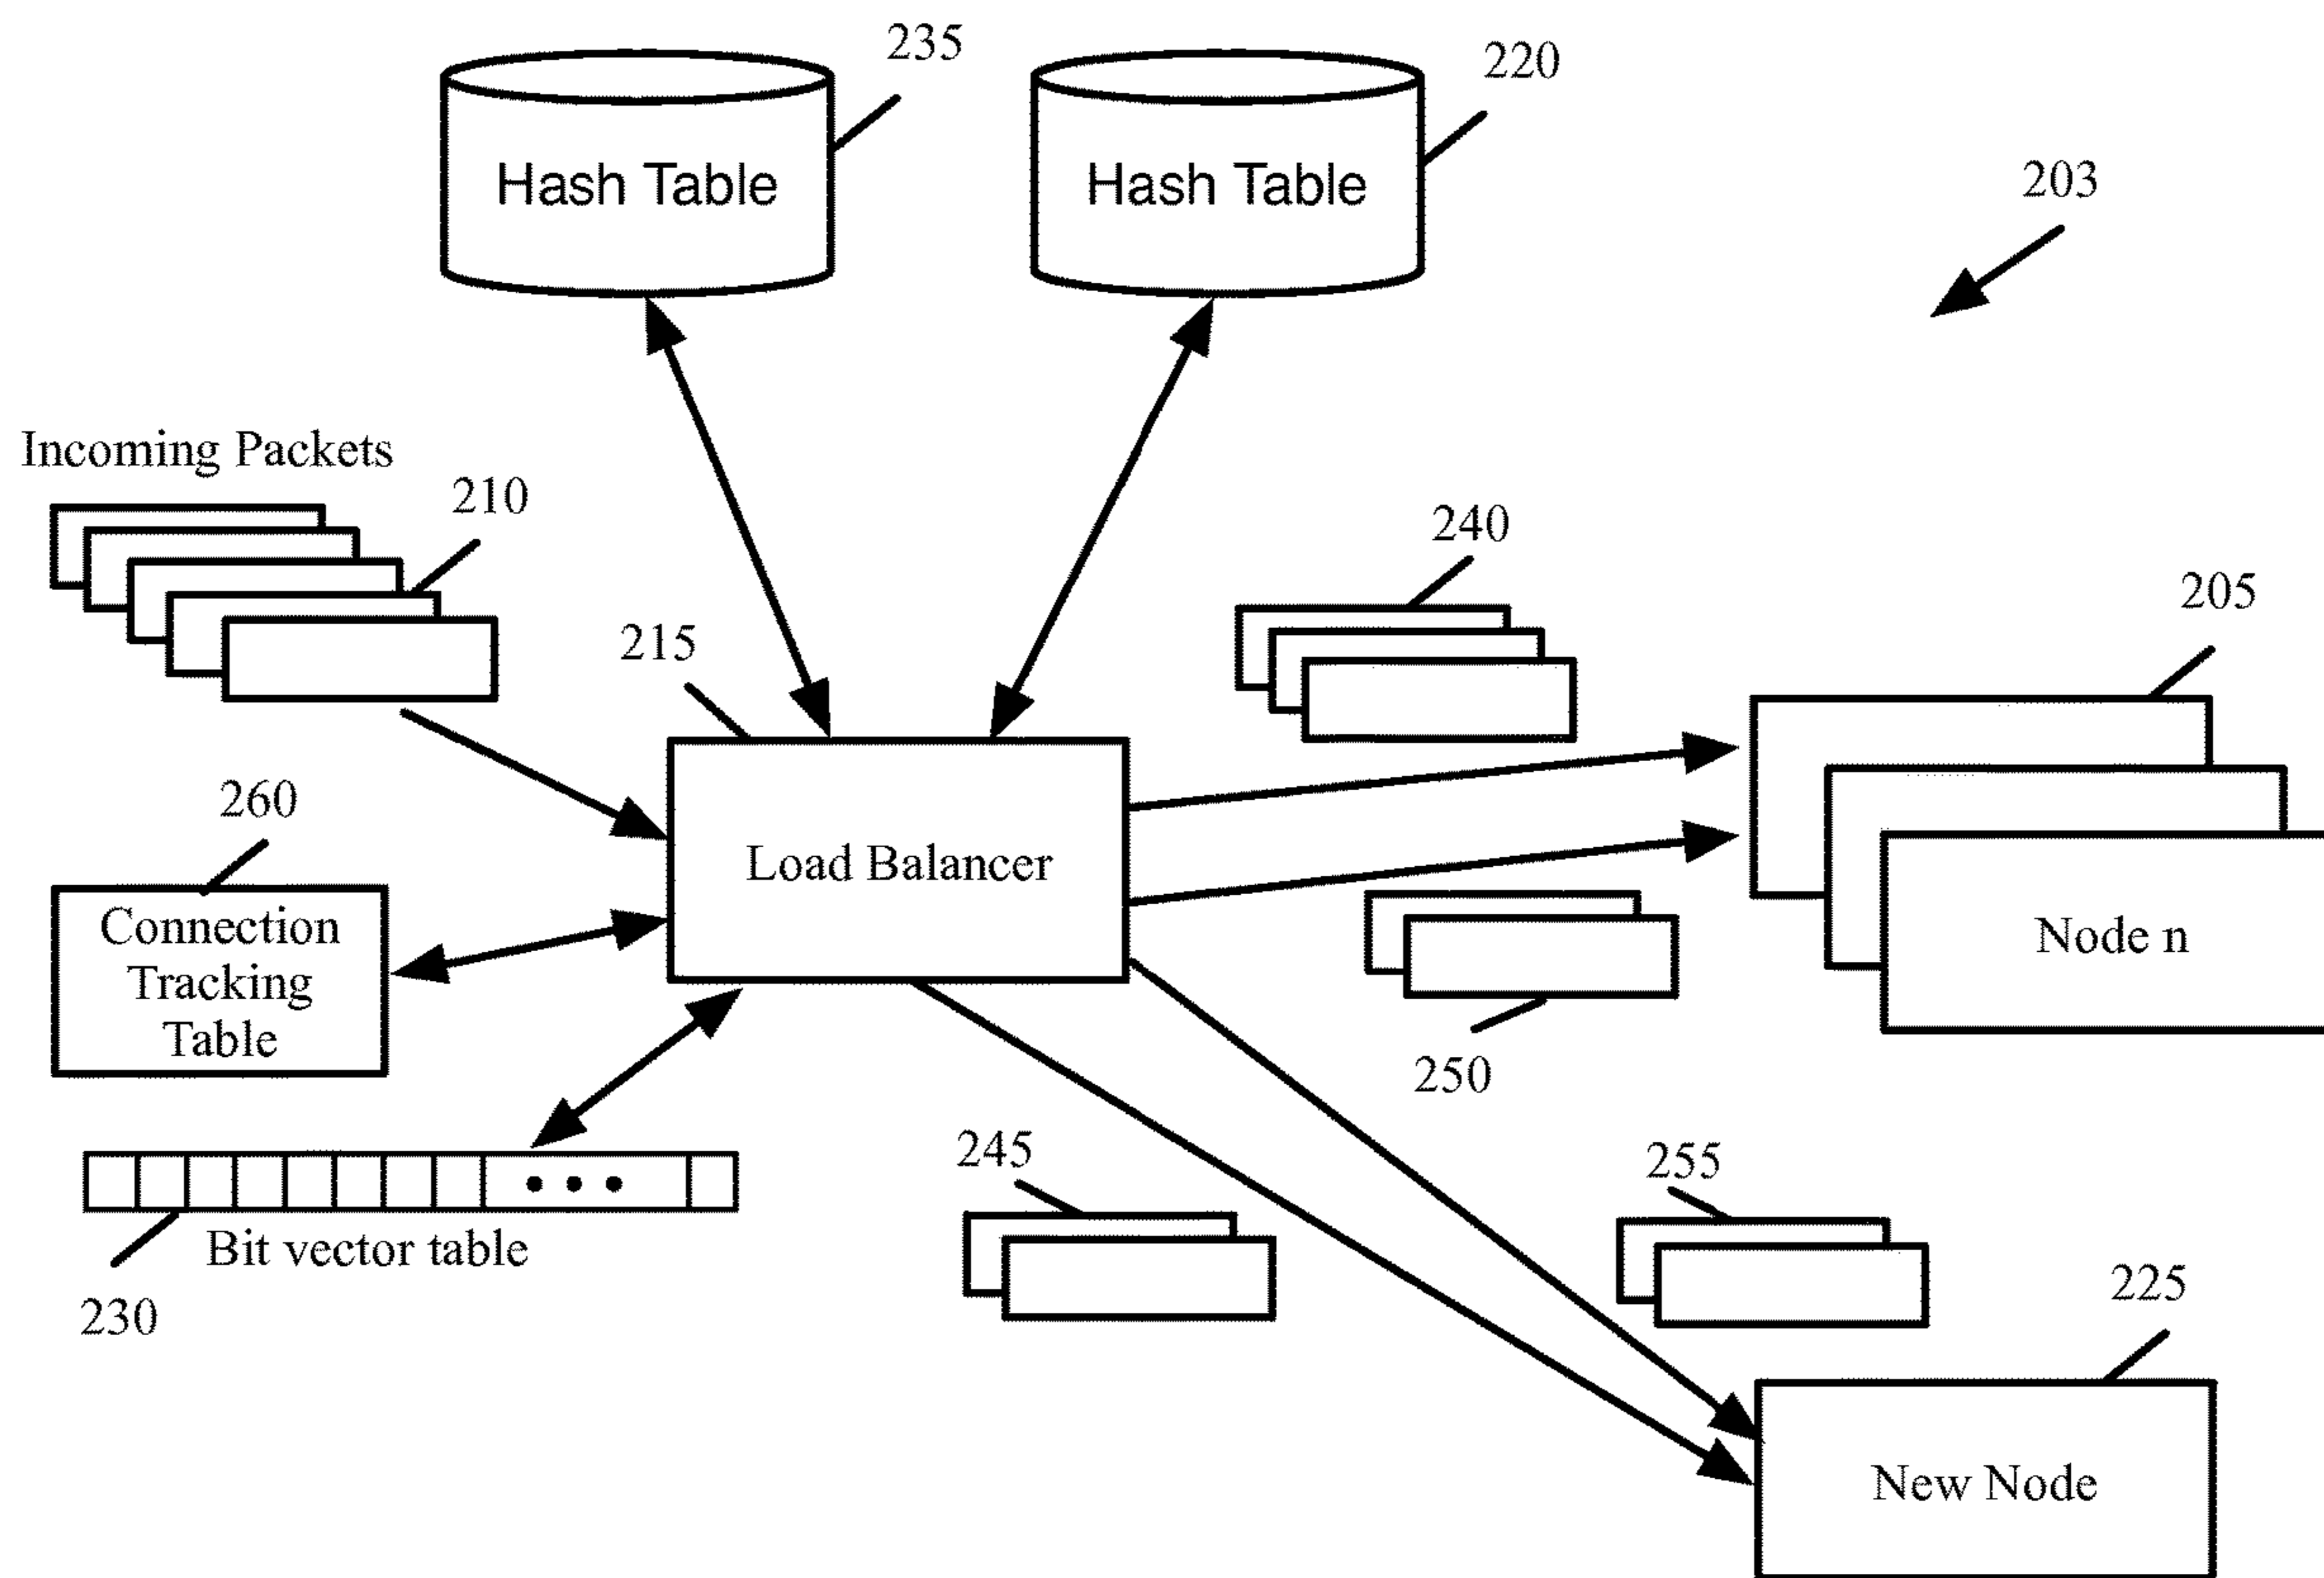 235
220
Hash Table
Hash Table
203
Incoming Packets
210
240
205
215
260
Load Balancer
Connection
Tracking
Table
Node n
250
245
255
Bit vector table
230
225
New Node